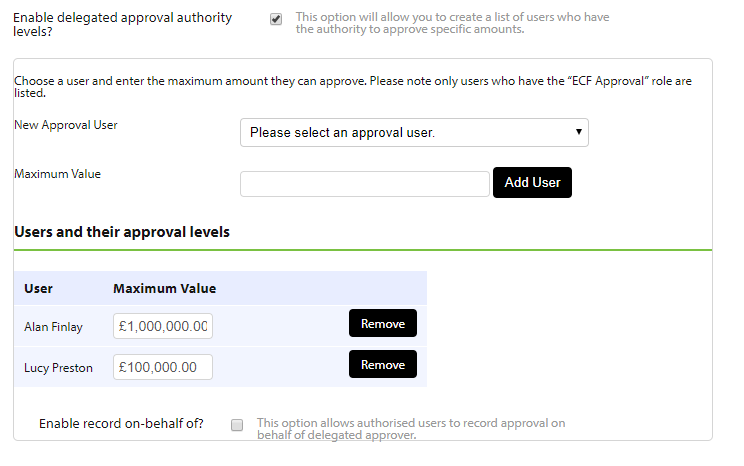 Enable delegated approval authority
levels?
This option will allow you to create a list of users who have
the authority to approve specific amounts.
Choose a user and enter the maximum amount they can approve. Please note only users who have the “ECF Approval” role are
listed.
New Approval User
Please select an approval user.
Maximum Value
Add User
Users and their approval levels
User Maximum Value
Alan Finlay £1,000,000.00 Remove
Lucy Preston £100,000.00 Remove
Enable record on-behalf of?
This option allows authorised users to record approval on
behalf of delegated approver.